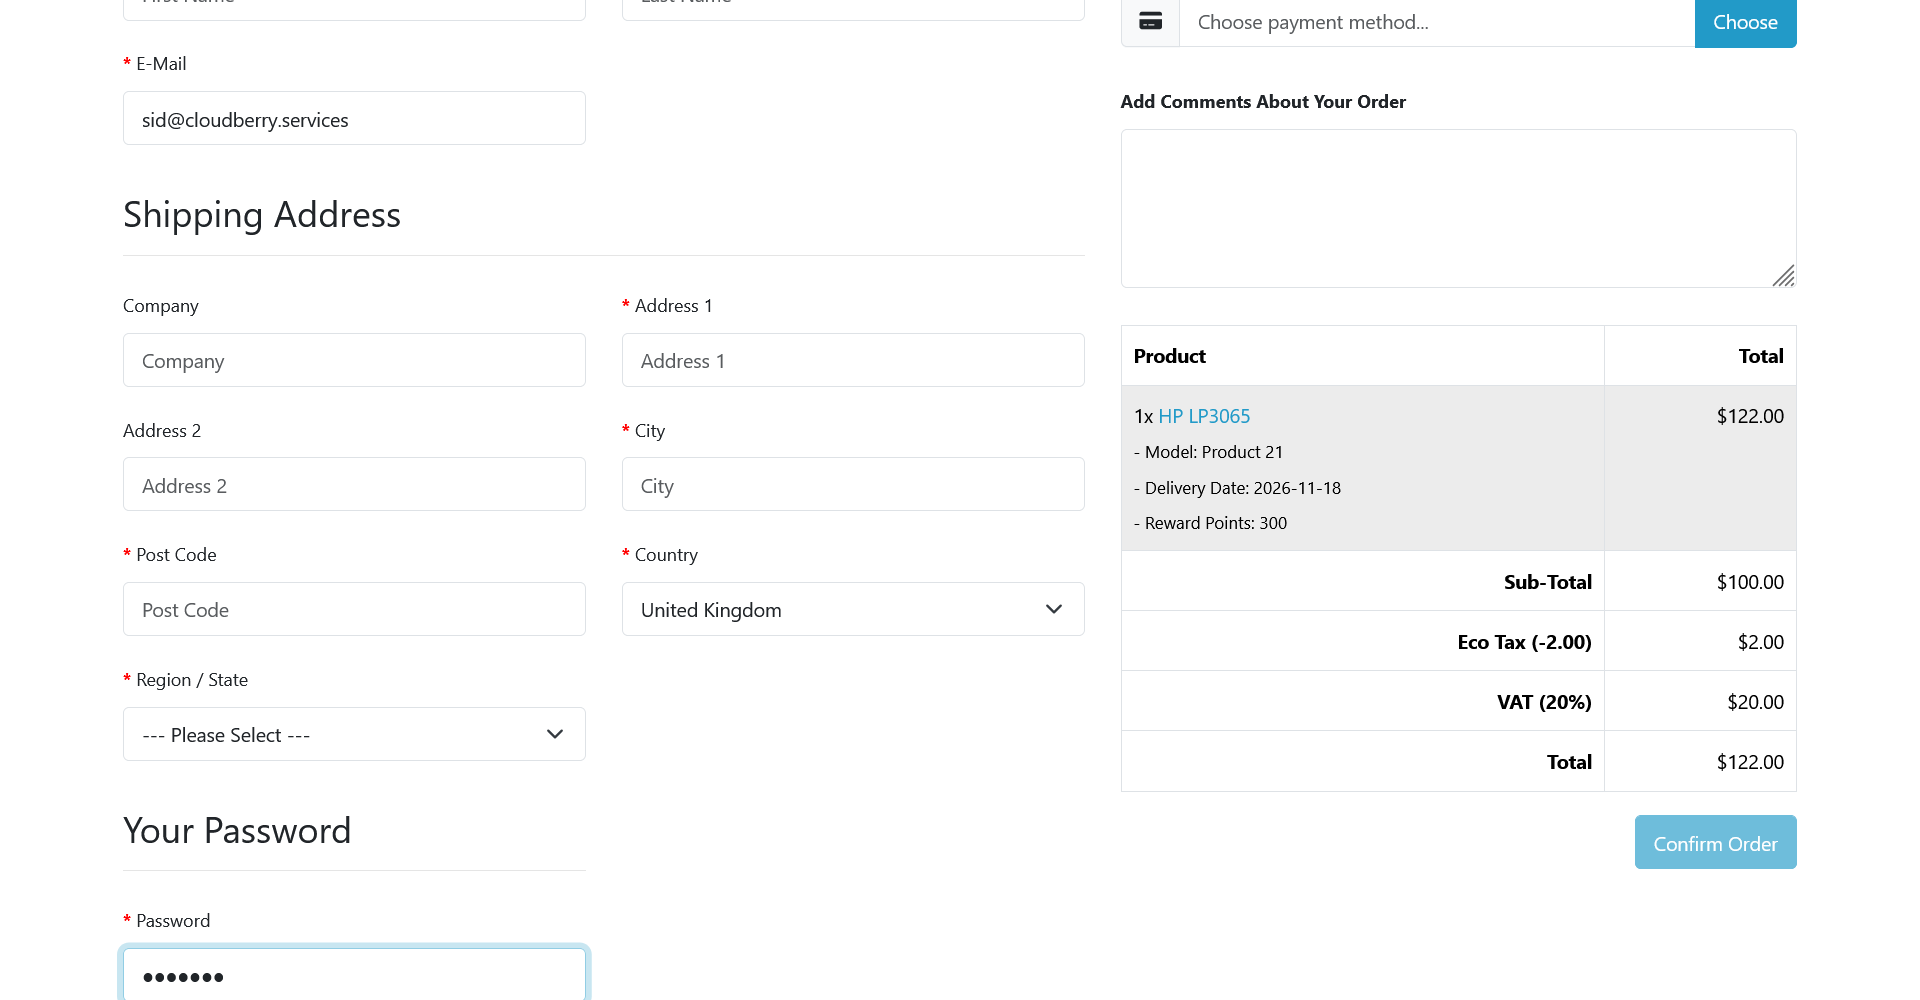 * E-Mail
sid@cloudberry.services
Shipping Address
Company
* Address 1
Company
Address 1
Address 2
* City
Address 2
City
* Post Code
* Country
Post Code
United Kingdom
* Region / State
--- Please Select ---
Your Password
* Password
•••••••
Choose payment method...
Choose
Add Comments About Your Order
Product Total
1x HP LP3065 $122.00
- Model: Product 21
- Delivery Date: 2026-11-18
- Reward Points: 300
Sub-Total $100.00
Eco Tax (-2.00) $2.00
VAT (20%) $20.00
Total $122.00
Confirm Order